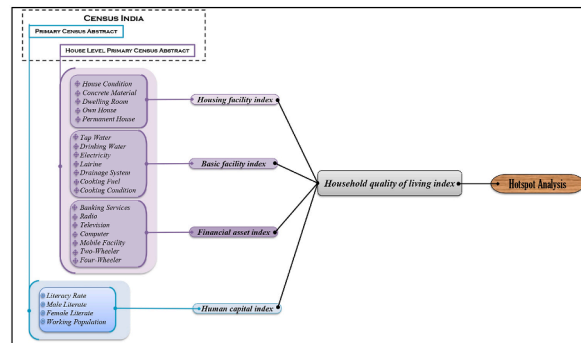 Census India
Primary Census Abstract
House Level Primary Census Abstract
House Condition
Concrete Material
Dwelling Room
Own House
Permanent House
Housing facility index
Tap Water
Drinking Water
Electricity
Latrine
Drainage System
Cooking Fuel
Cooking Condition
Basic facility index
Banking Services
Radio
Television
Computer
Mobile Facility
Two-Wheeler
Four-Wheeler
Financial asset index
Literacy Rate
Male Literate
Female Literate
Working Population
Human capital index
Household quality of living index
Hotspot Analysis